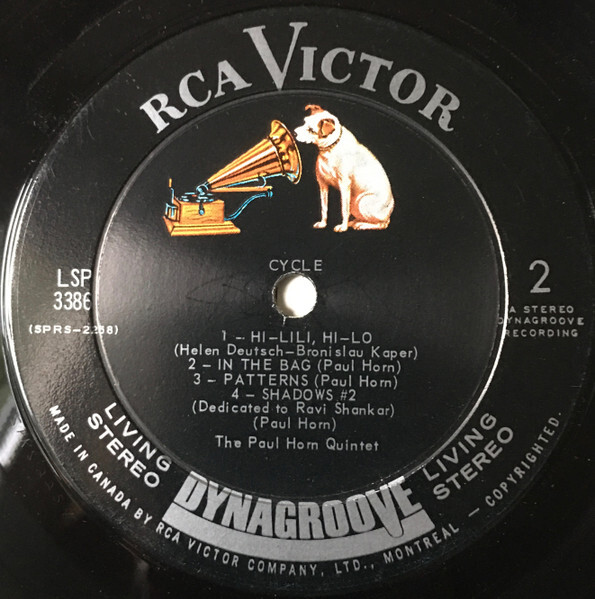 RCA VICTOR
CYCLE
LSP
3386
2
A STEREO
DYNAGROOVE
RECORDING
1 - HI-LILI, HI-LO
(Helen Deutsch-Bronislau Kaper)
2 - IN THE BAG (Paul Horn)
3 - PATTERNS (Paul Horn)
4 - SHADOWS #2
(Dedicated to Ravi Shankar)
(Paul Horn)
The Paul Horn Quintet
LIVING
STEREO
DYNAGROOVE
LIVING
STEREO
MADE IN CANADA BY RCA VICTOR COMPANY, LTD., MONTREAL – COPYRIGHTED.